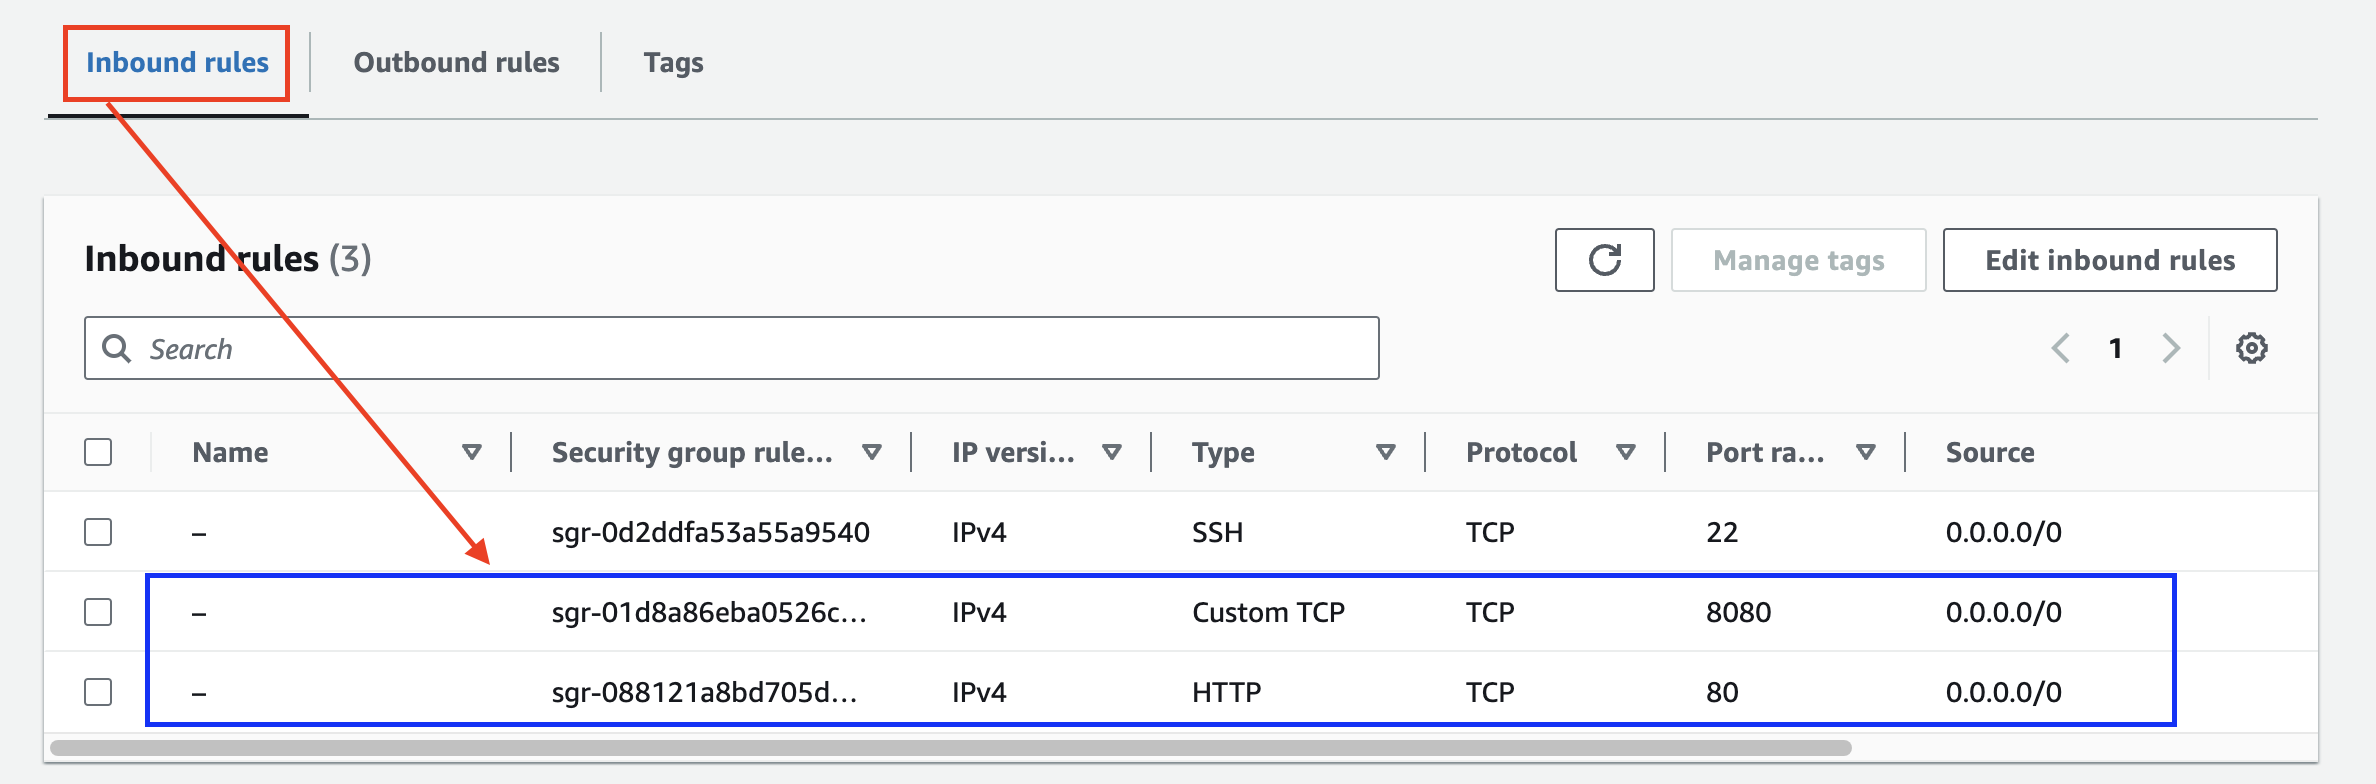 Inbound rules Outbound rules Tags
Inbound rules (3) Manage tags Edit inbound rules
Search 1
Name Security group rule... IP versi... Type Protocol Port ra... Source
– sgr-0d2ddfa53a55a9540 IPv4 SSH TCP 22 0.0.0.0/0
– sgr-01d8a86eba0526c... IPv4 Custom TCP TCP 8080 0.0.0.0/0
– sgr-088121a8bd705d... IPv4 HTTP TCP 80 0.0.0.0/0